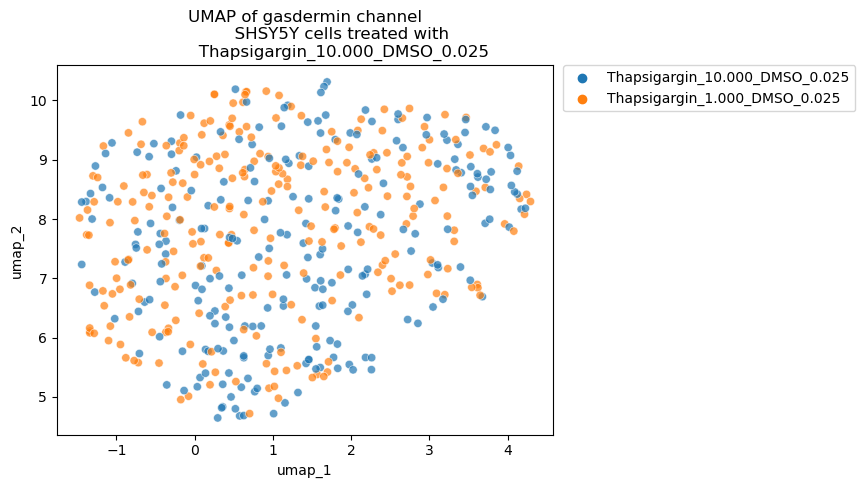 UMAP of gasdermin channel
SHSY5Y cells treated with
Thapsigargin_10.000_DMSO_0.025
Thapsigargin_10.000_DMSO_0.025
Thapsigargin_1.000_DMSO_0.025
10
9
8
7
6
5
umap_2
−1
0
1
2
3
4
umap_1